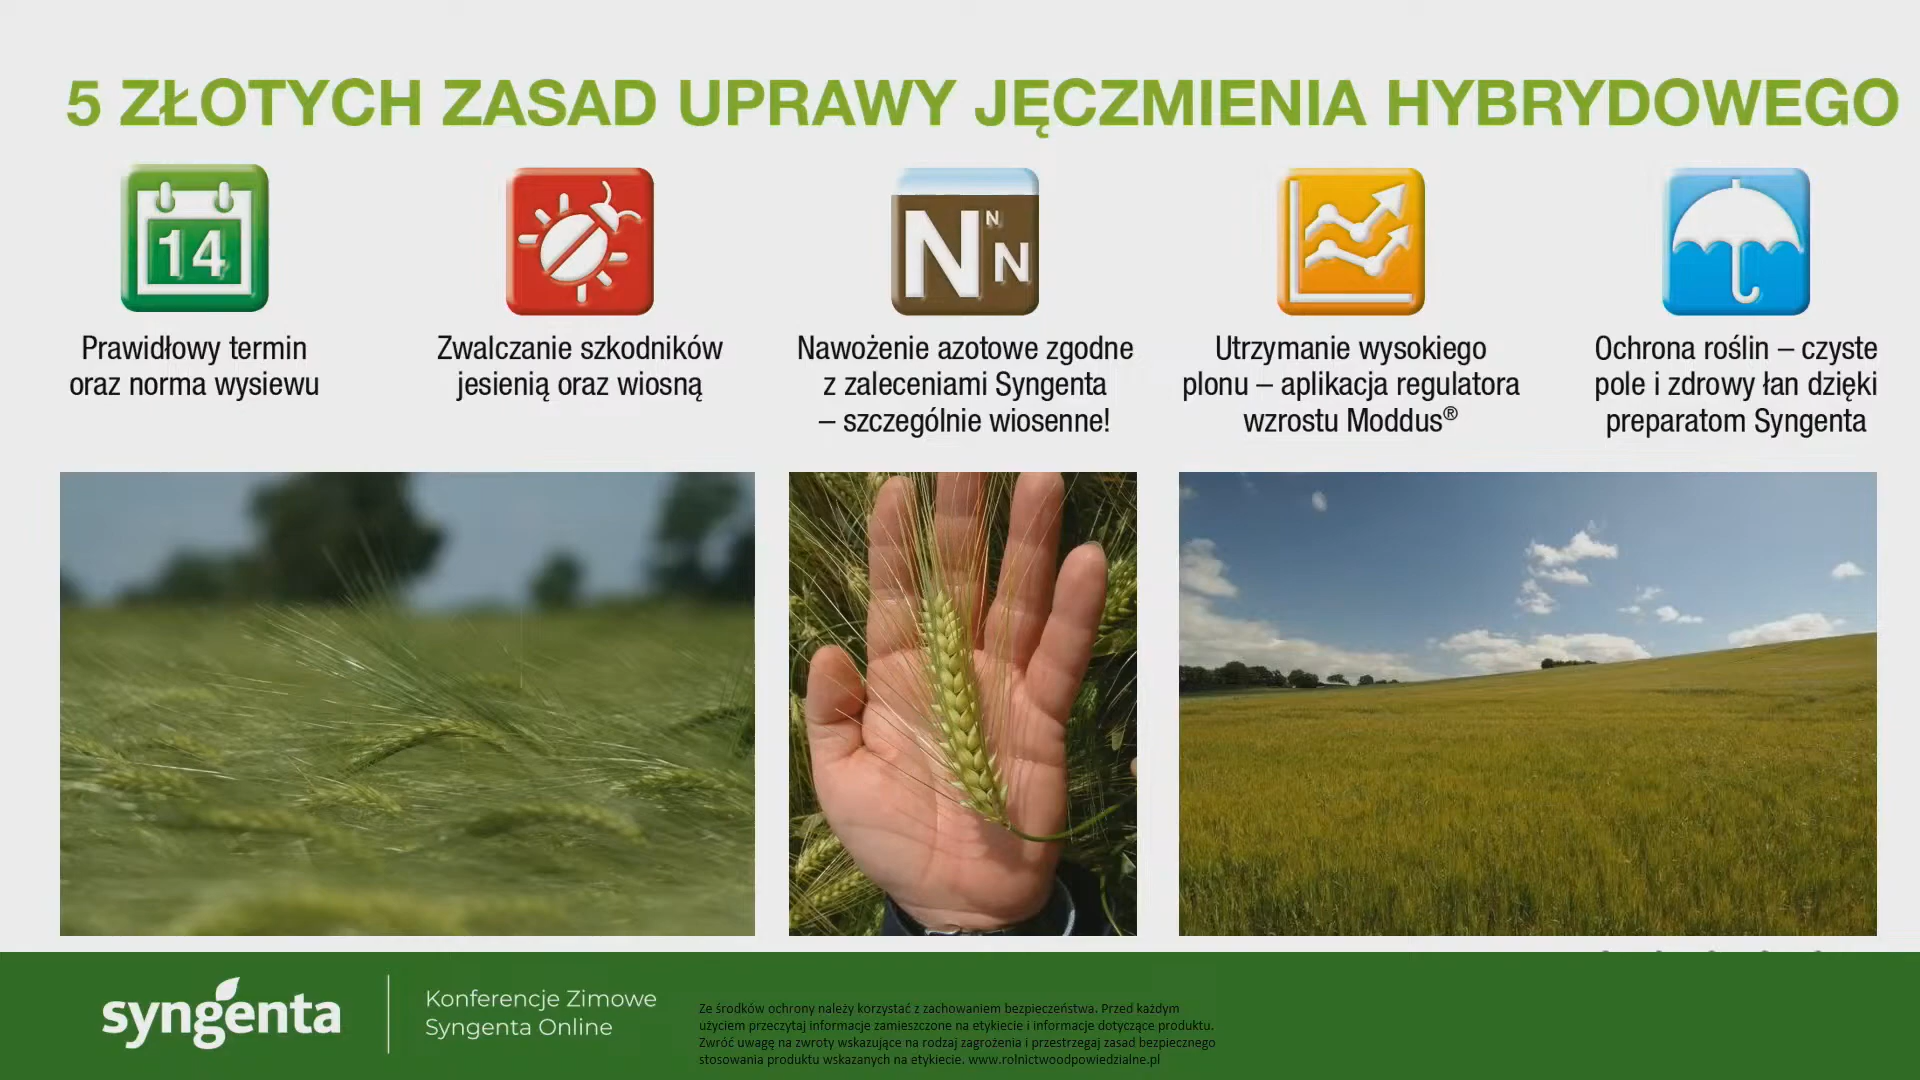 5 ZŁOTYCH ZASAD UPRAWY JĘCZMIENIA HYBRYDOWEGO
14
N N N
Prawidłowy termin
oraz norma wysiewu
Zwalczanie szkodników
jesienią oraz wiosną
Nawożenie azotowe zgodne
z zaleceniami Syngenta
– szczególnie wiosenne!
Utrzymanie wysokiego
plonu – aplikacja regulatora
wzrostu Moddus®
Ochrona roślin – czyste
pole i zdrowy łan dzięki
preparatom Syngenta
syngenta
Konferencje Zimowe
Syngenta Online
Ze środków ochrony należy korzystać z zachowaniem bezpieczeństwa. Przed każdym
użyciem przeczytaj informacje zamieszczone na etykiecie i informacje dotyczące produktu.
Zwróć uwagę na zwroty wskazujące na rodzaj zagrożenia i przestrzegaj zasad bezpiecznego
stosowania produktu wskazanych na etykiecie. www.rolnictwoodpowiedzialne.pl